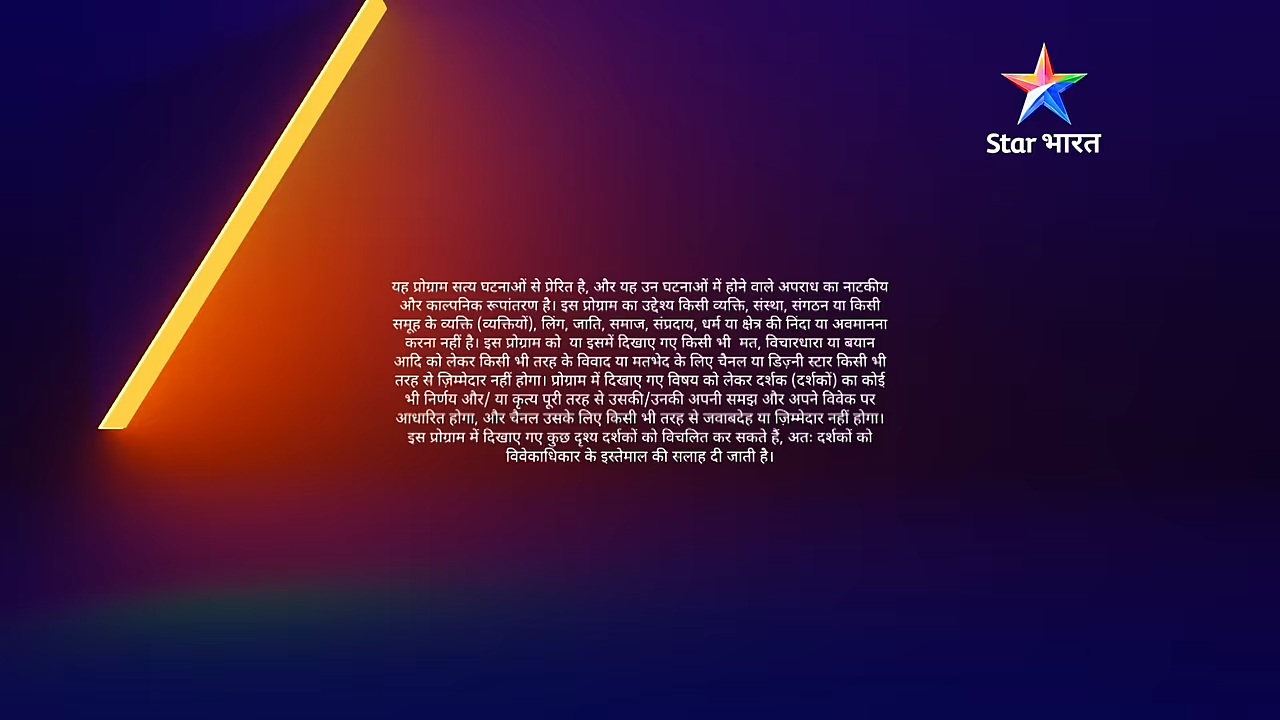 Star भारत
यह प्रोग्राम सत्य घटनाओं से प्रेरित है, और यह उन घटनाओं में होने वाले अपराध का नाटकीय
और काल्पनिक रूपांतरण है। इस प्रोग्राम का उद्देश्य किसी व्यक्ति, संस्था, संगठन या किसी
समूह के व्यक्ति (व्यक्तियों), लिंग, जाति, समाज, संप्रदाय, धर्म या क्षेत्र की निंदा या अवमानना
करना नहीं है। इस प्रोग्राम को या इसमें दिखाए गए किसी भी मत, विचारधारा या बयान
आदि को लेकर किसी भी तरह के विवाद या मतभेद के लिए चैनल या डिज़्नी स्टार किसी भी
तरह से ज़िम्मेदार नहीं होगा। प्रोग्राम में दिखाए गए विषय को लेकर दर्शक (दर्शकों) का कोई
भी निर्णय और/ या कृत्य पूरी तरह से उसकी/उनकी अपनी समझ और अपने विवेक पर
आधारित होगा, और चैनल उसके लिए किसी भी तरह से जवाबदेह या ज़िम्मेदार नहीं होगा।
इस प्रोग्राम में दिखाए गए कुछ दृश्य दर्शकों को विचलित कर सकते हैं, अतः दर्शकों को
विवेकाधिकार के इस्तेमाल की सलाह दी जाती है।